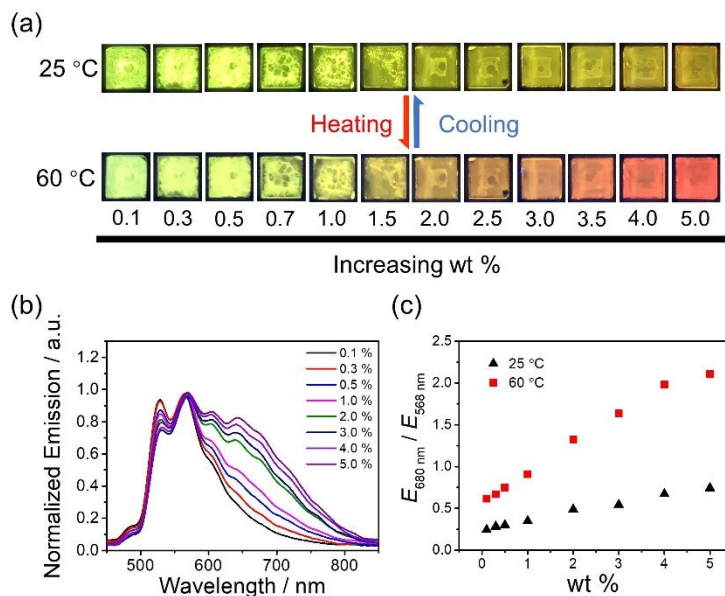 (a)
25 °C
Heating Cooling
60 °C
0.1 0.3 0.5 0.7 1.0 1.5 2.0 2.5 3.0 3.5 4.0 5.0
Increasing wt %
(b)
Normalized Emission / a.u.
1.2
1.0
0.8
0.6
0.4
0.2
0.0
0.1 %
0.3 %
0.5 %
1.0 %
2.0 %
3.0 %
4.0 %
5.0 %
500 600 700 800
Wavelength / nm
(c)
E680 nm / E568 nm
2.5
2.0
1.5
1.0
0.5
0.0
25 °C
60 °C
0 1 2 3 4 5
wt %